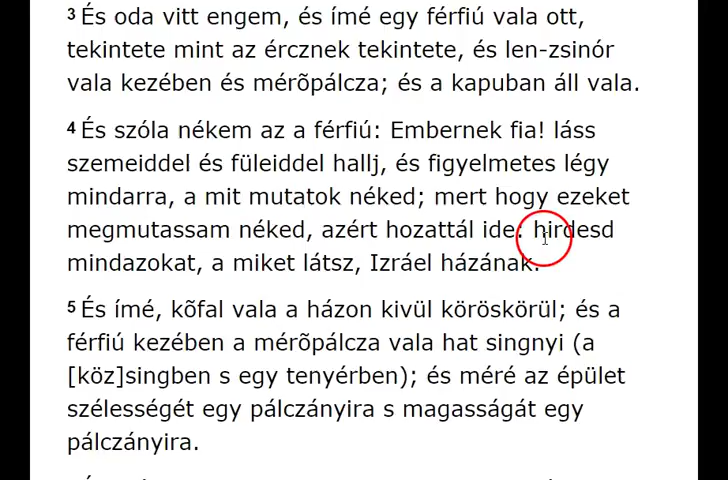 3 És oda vitt engem, és ímé egy férfiú vala ott,
tekintete mint az ércznek tekintete, és len-zsinór
vala kezében és mérõpálcza; és a kapuban áll vala.
4 És szóla nékem az a férfiú: Embernek fia! láss
szemeiddel és füleiddel hallj, és figyelmetes légy
mindarra, a mit mutatok néked; mert hogy ezeket
megmutassam néked, azért hozattál ide: hirdesd
mindazokat, a miket látsz, Izráel házának.
5 És ímé, kõfal vala a házon kivül köröskörül; és a
férfiú kezében a mérõpálcza vala hat singnyi (a
[köz]singben s egy tenyérben); és méré az épület
szélességét egy pálczányira s magasságát egy
pálczányira.